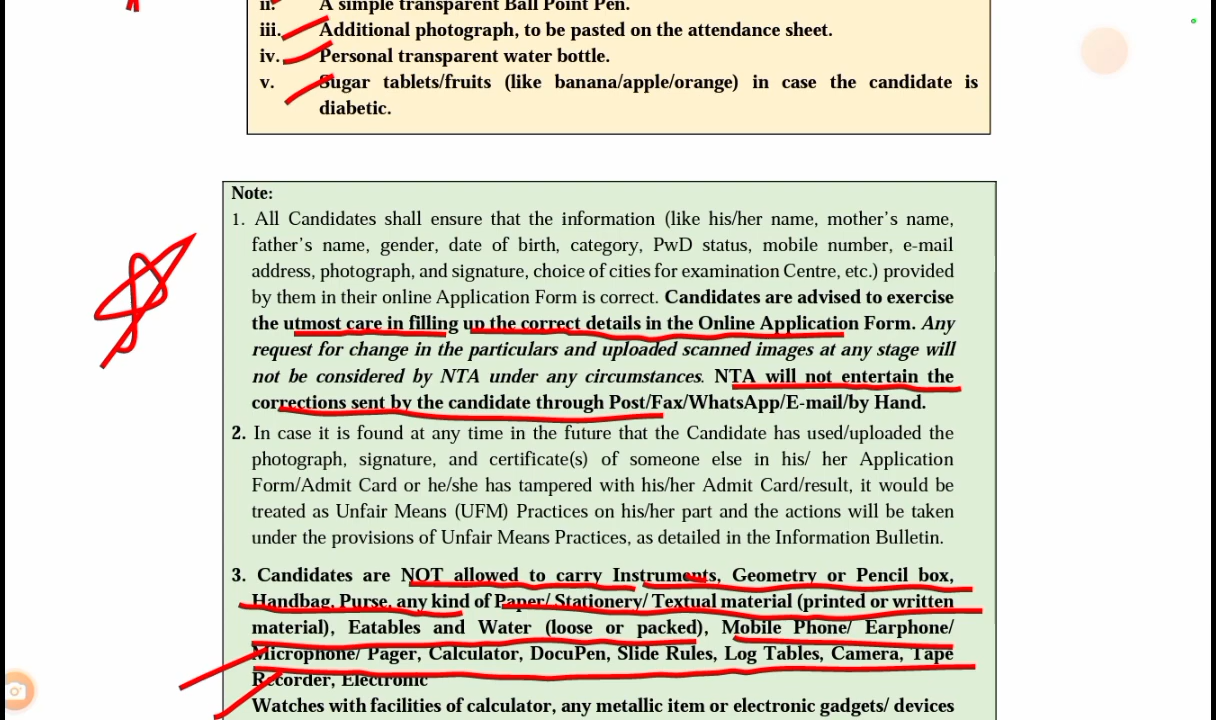 ii. A simple transparent Ball Point Pen.
iii. Additional photograph, to be pasted on the attendance sheet.
iv. Personal transparent water bottle.
v. Sugar tablets/fruits (like banana/apple/orange) in case the candidate is
diabetic.
Note:
1. All Candidates shall ensure that the information (like his/her name, mother’s name,
father’s name, gender, date of birth, category, PwD status, mobile number, e-mail
address, photograph, and signature, choice of cities for examination Centre, etc.) provided
by them in their online Application Form is correct. Candidates are advised to exercise
the utmost care in filling up the correct details in the Online Application Form. Any
request for change in the particulars and uploaded scanned images at any stage will
not be considered by NTA under any circumstances. NTA will not entertain the
corrections sent by the candidate through Post/Fax/WhatsApp/E-mail/by Hand.
2. In case it is found at any time in the future that the Candidate has used/uploaded the
photograph, signature, and certificate(s) of someone else in his/ her Application
Form/Admit Card or he/she has tampered with his/her Admit Card/result, it would be
treated as Unfair Means (UFM) Practices on his/her part and the actions will be taken
under the provisions of Unfair Means Practices, as detailed in the Information Bulletin.
3. Candidates are NOT allowed to carry Instruments, Geometry or Pencil box,
Handbag, Purse, any kind of Paper/ Stationery/ Textual material (printed or written
material), Eatables and Water (loose or packed), Mobile Phone/ Earphone/
Microphone/ Pager, Calculator, DocuPen, Slide Rules, Log Tables, Camera, Tape
Recorder, Electronic
Watches with facilities of calculator, any metallic item or electronic gadgets/ devices